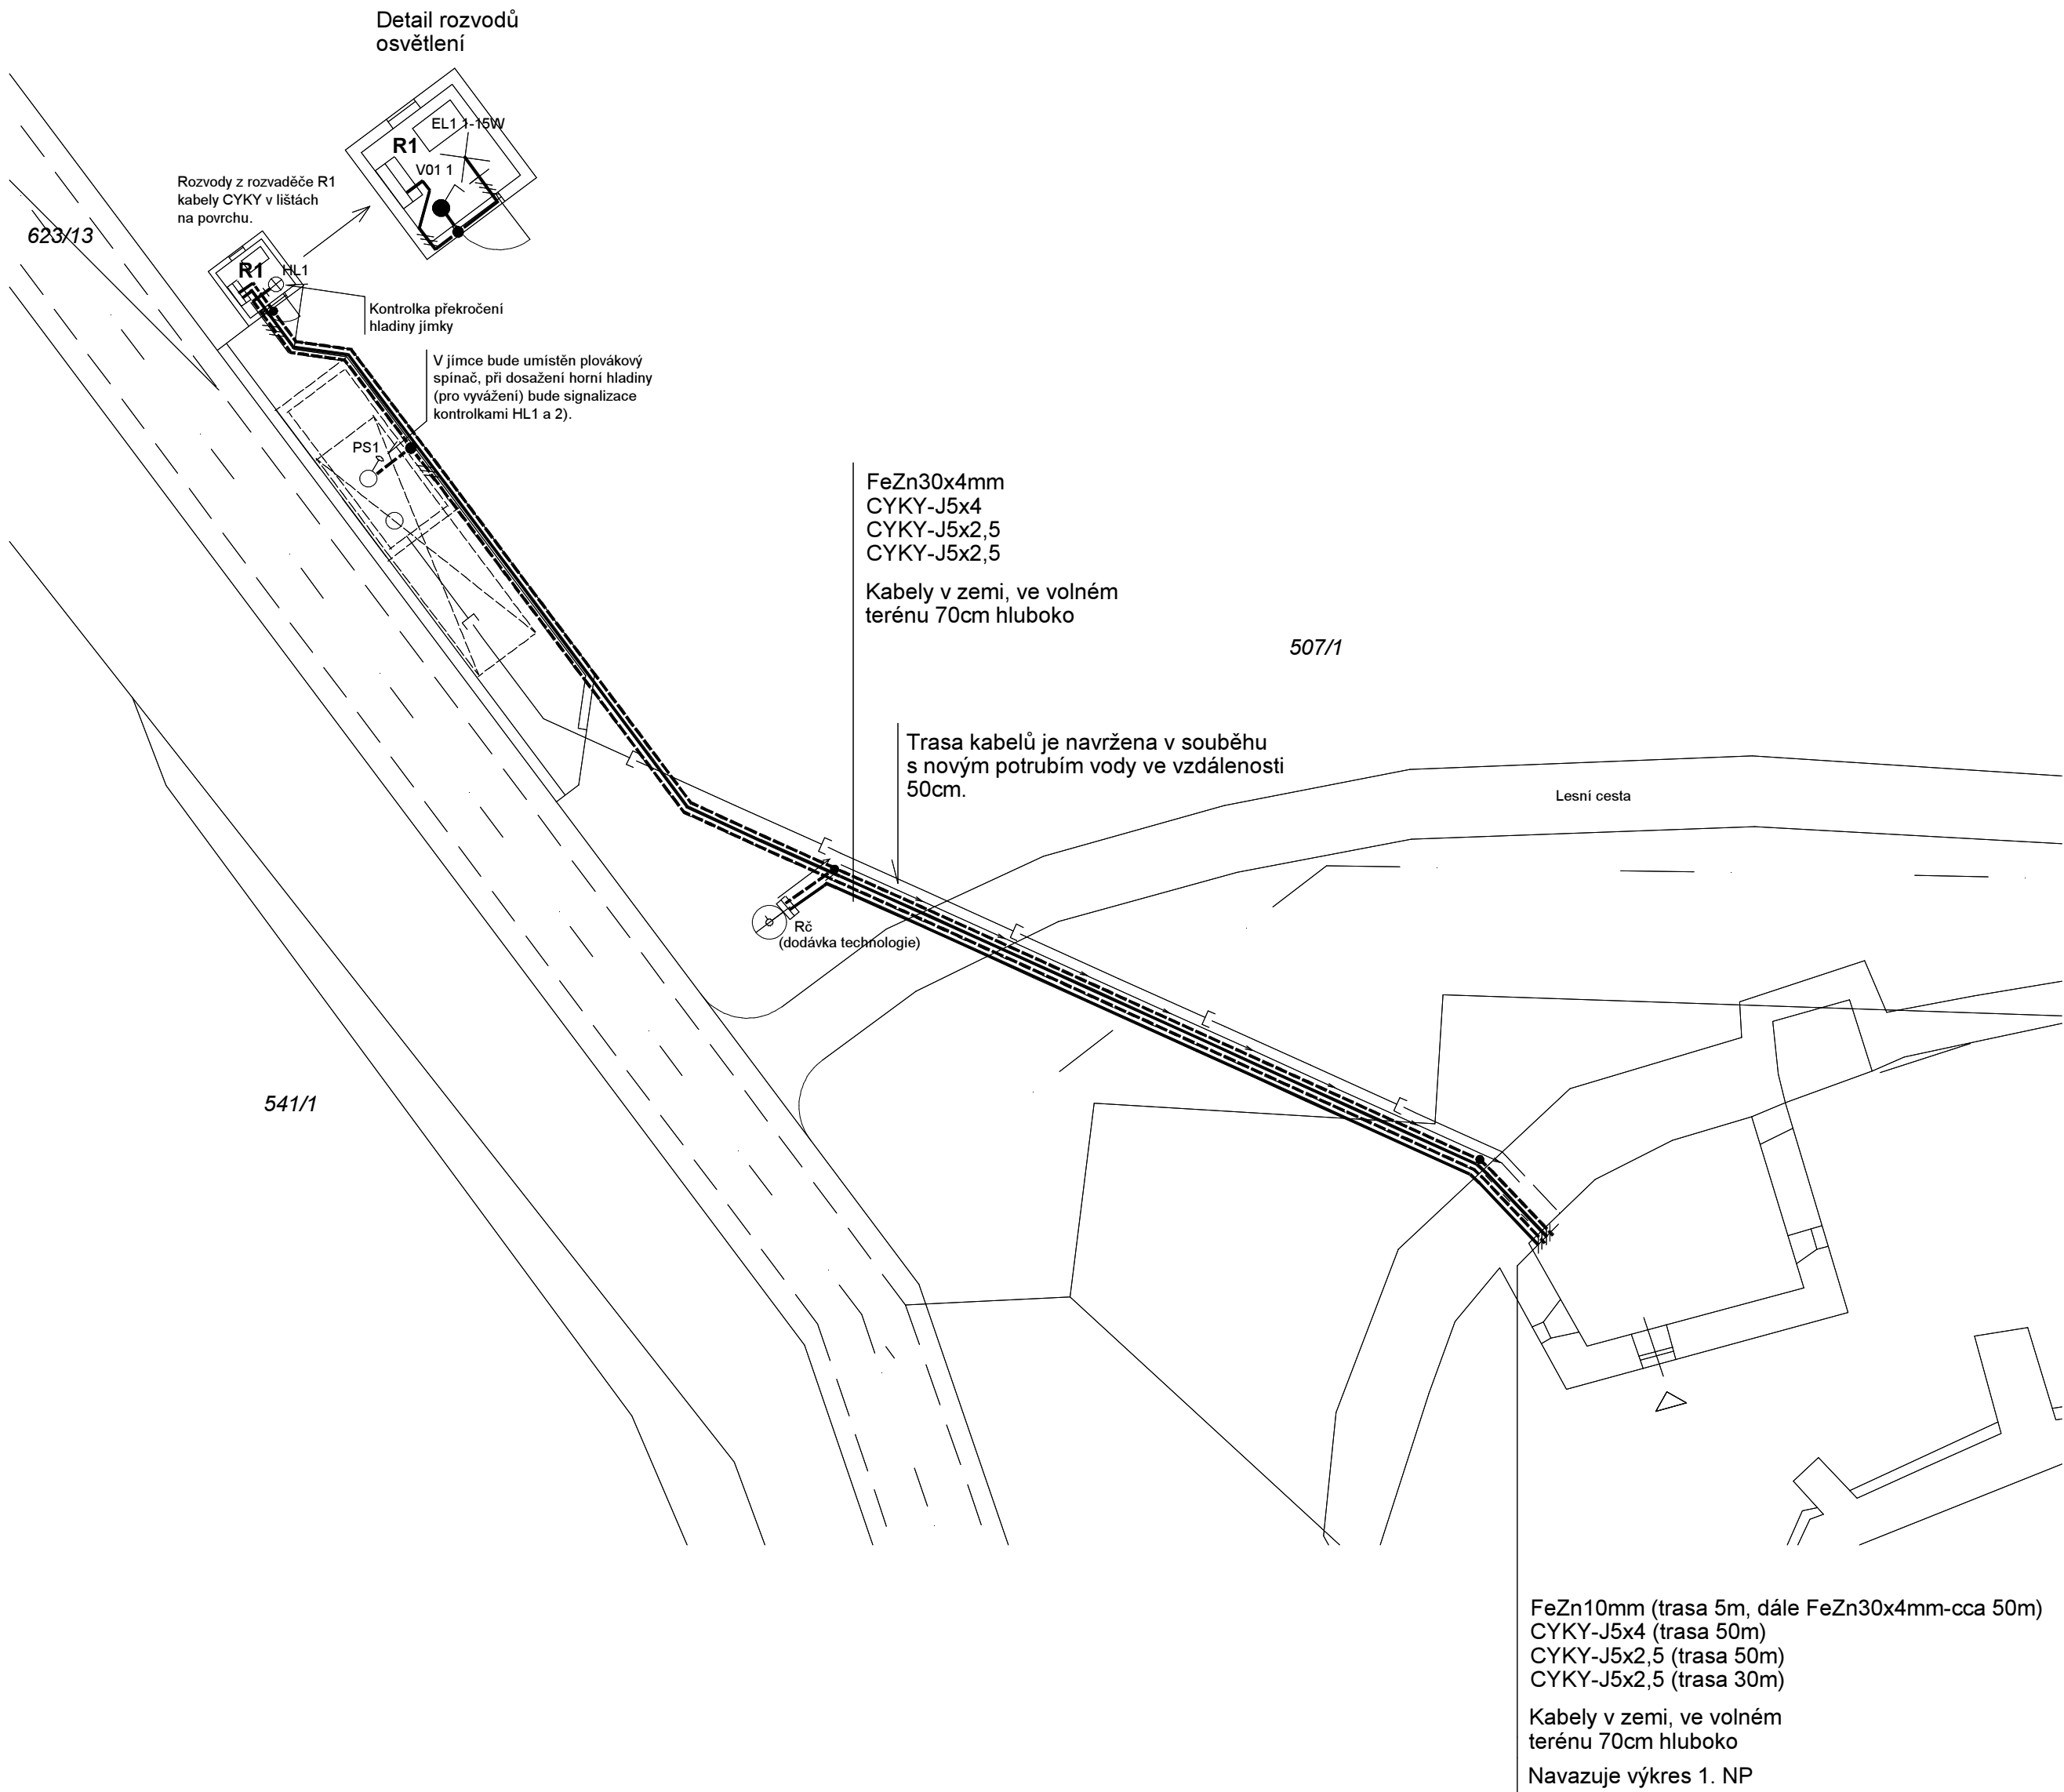 Detail rozvodů
osvětlení
EL1 1-15W
R1
V01 1
Rozvody z rozvaděče R1
kabely CYKY v lištách
na povrchu.
623/13
R1
HL1
Kontrolka překročení
hladiny jímky
V jímce bude umístěn plovákový
spínač, při dosažení horní hladiny
(pro vyvážení) bude signalizace
kontrolkami HL1 a 2).
PS1
FeZn30x4mm
CYKY-J5x4
CYKY-J5x2,5
CYKY-J5x2,5
Kabely v zemi, ve volném
terénu 70cm hluboko
507/1
Trasa kabelů je navržena v souběhu
s novým potrubím vody ve vzdálenosti
50cm.
Lesní cesta
Rč
(dodávka technologie)
541/1
FeZn10mm (trasa 5m, dále FeZn30x4mm-cca 50m)
CYKY-J5x4 (trasa 50m)
CYKY-J5x2,5 (trasa 50m)
CYKY-J5x2,5 (trasa 30m)
Kabely v zemi, ve volném
terénu 70cm hluboko
Navazuje výkres 1. NP